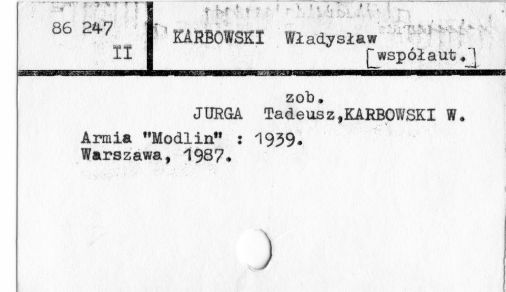 86 247
II
KARBOWSKI Władysław
[współaut.]
zob.
JURGA Tadeusz,KARBOWSKI W.
Armia "Modlin" : 1939.
Warszawa, 1987.